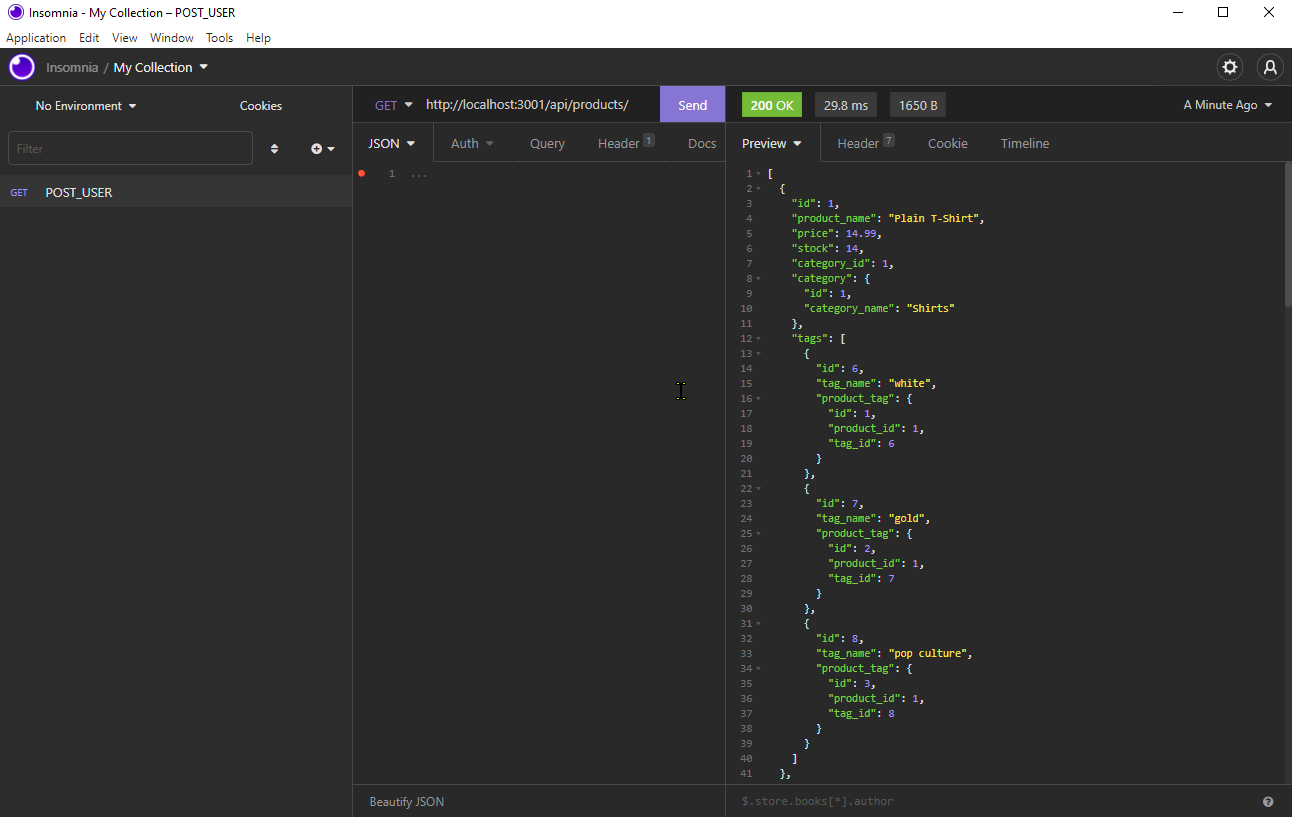 Insomnia - My Collection – POST_USER
Application Edit View Window Tools Help
Insomnia / My Collection
No Environment Cookies
GET http://localhost:3001/api/products/ Send
200 OK 29.8 ms 1650 B A Minute Ago
Filter
JSON Auth Query Header 1 Docs
Preview Header 7 Cookie Timeline
GET POST_USER
1 ...
1 [
2 {
3 "id": 1,
4 "product_name": "Plain T-Shirt",
5 "price": 14.99,
6 "stock": 14,
7 "category_id": 1,
8 "category": {
9 "id": 1,
10 "category_name": "Shirts"
11 },
12 "tags": [
13 {
14 "id": 6,
15 "tag_name": "white",
16 "product_tag": {
17 "id": 1,
18 "product_id": 1,
19 "tag_id": 6
20 }
21 },
22 {
23 "id": 7,
24 "tag_name": "gold",
25 "product_tag": {
26 "id": 2,
27 "product_id": 1,
28 "tag_id": 7
29 }
30 },
31 {
32 "id": 8,
33 "tag_name": "pop culture",
34 "product_tag": {
35 "id": 3,
36 "product_id": 1,
37 "tag_id": 8
38 }
39 }
40 ]
41 },
Beautify JSON
$.store.books[*].author